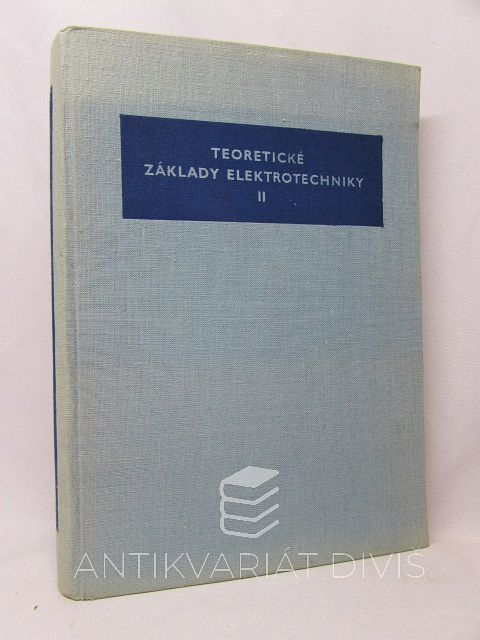 TEORETICKÉ
ZÁKLADY ELEKTROTECHNIKY
II
ANTIKVARIÁT DIVIŠ